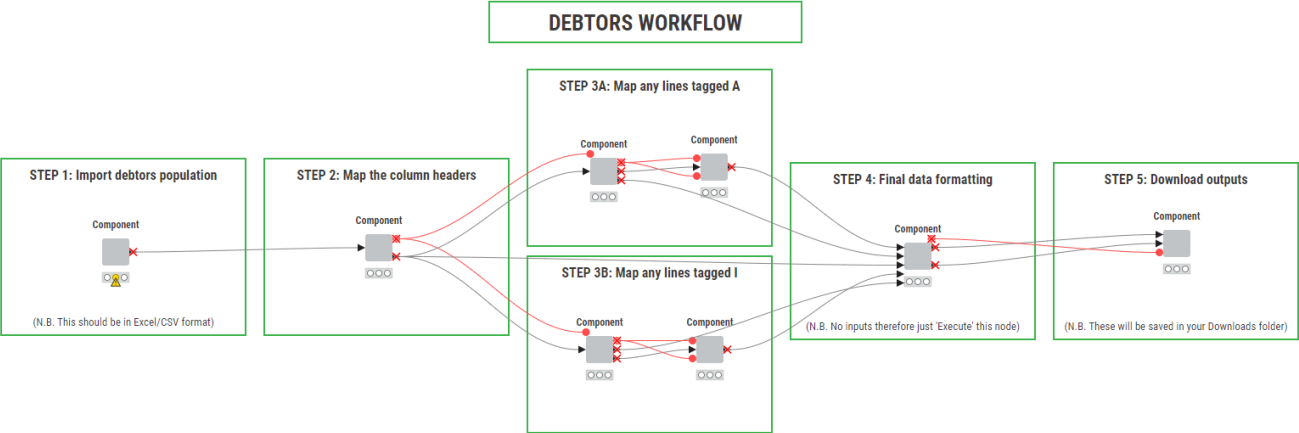 DEBTORS WORKFLOW
STEP 3A: Map any lines tagged A
Component
Component
STEP 1: Import debtors population
Component
(N.B. This should be in Excel/CSV format)
STEP 2: Map the column headers
Component
STEP 3B: Map any lines tagged I
Component
Component
STEP 4: Final data formatting
Component
(N.B. No inputs therefore just 'Execute' this node)
STEP 5: Download outputs
Component
(N.B. These will be saved in your Downloads folder)